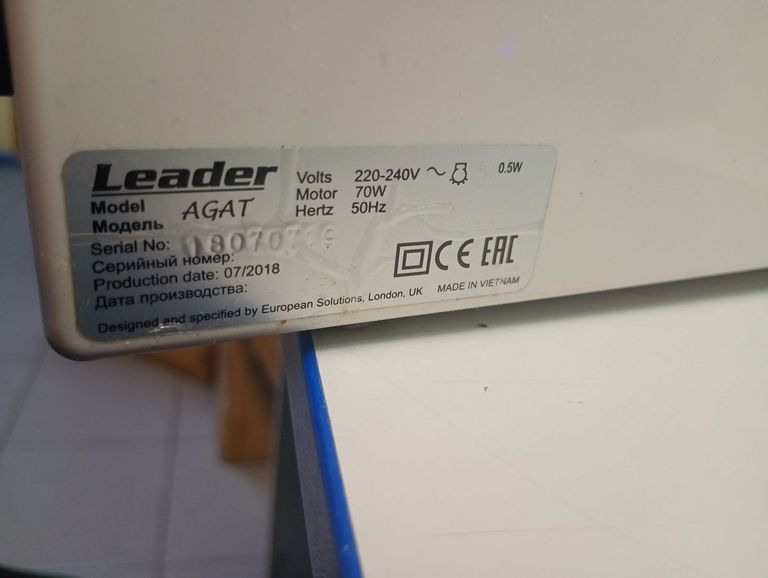 Leader
Model AGAT
Модель
Serial No:
Серийный номер:
Production date: 07/2018
Дата производства:
Volts 220-240V ~ 0.5W
Motor 70W
Hertz 50Hz
CE EAC
MADE IN VIETNAM
Designed and specified by European Solutions, London, UK